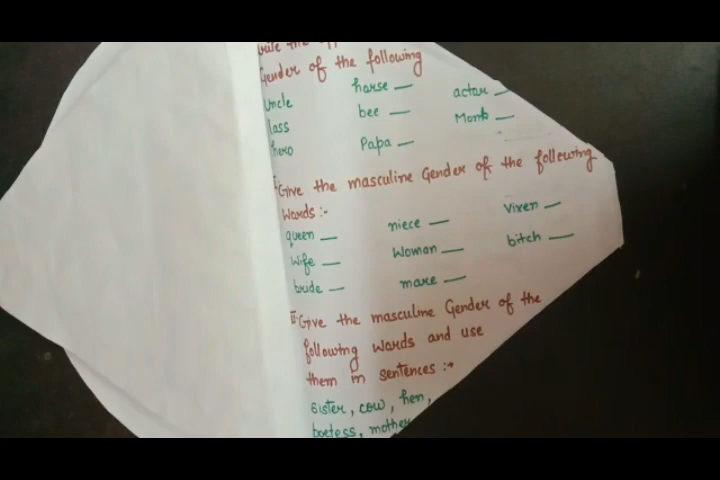 Gender of the following
Uncle horse — actor —
lass bee — Monk —
hero Papa —
Give the masculine Gender of the following
Words :-
queen — niece — Vixen —
Wife — Woman — bitch —
bride — mare —
II. Give the masculine Gender of the
following Words and use
them in sentences :-
Sister, cow, hen,
poetess, mother